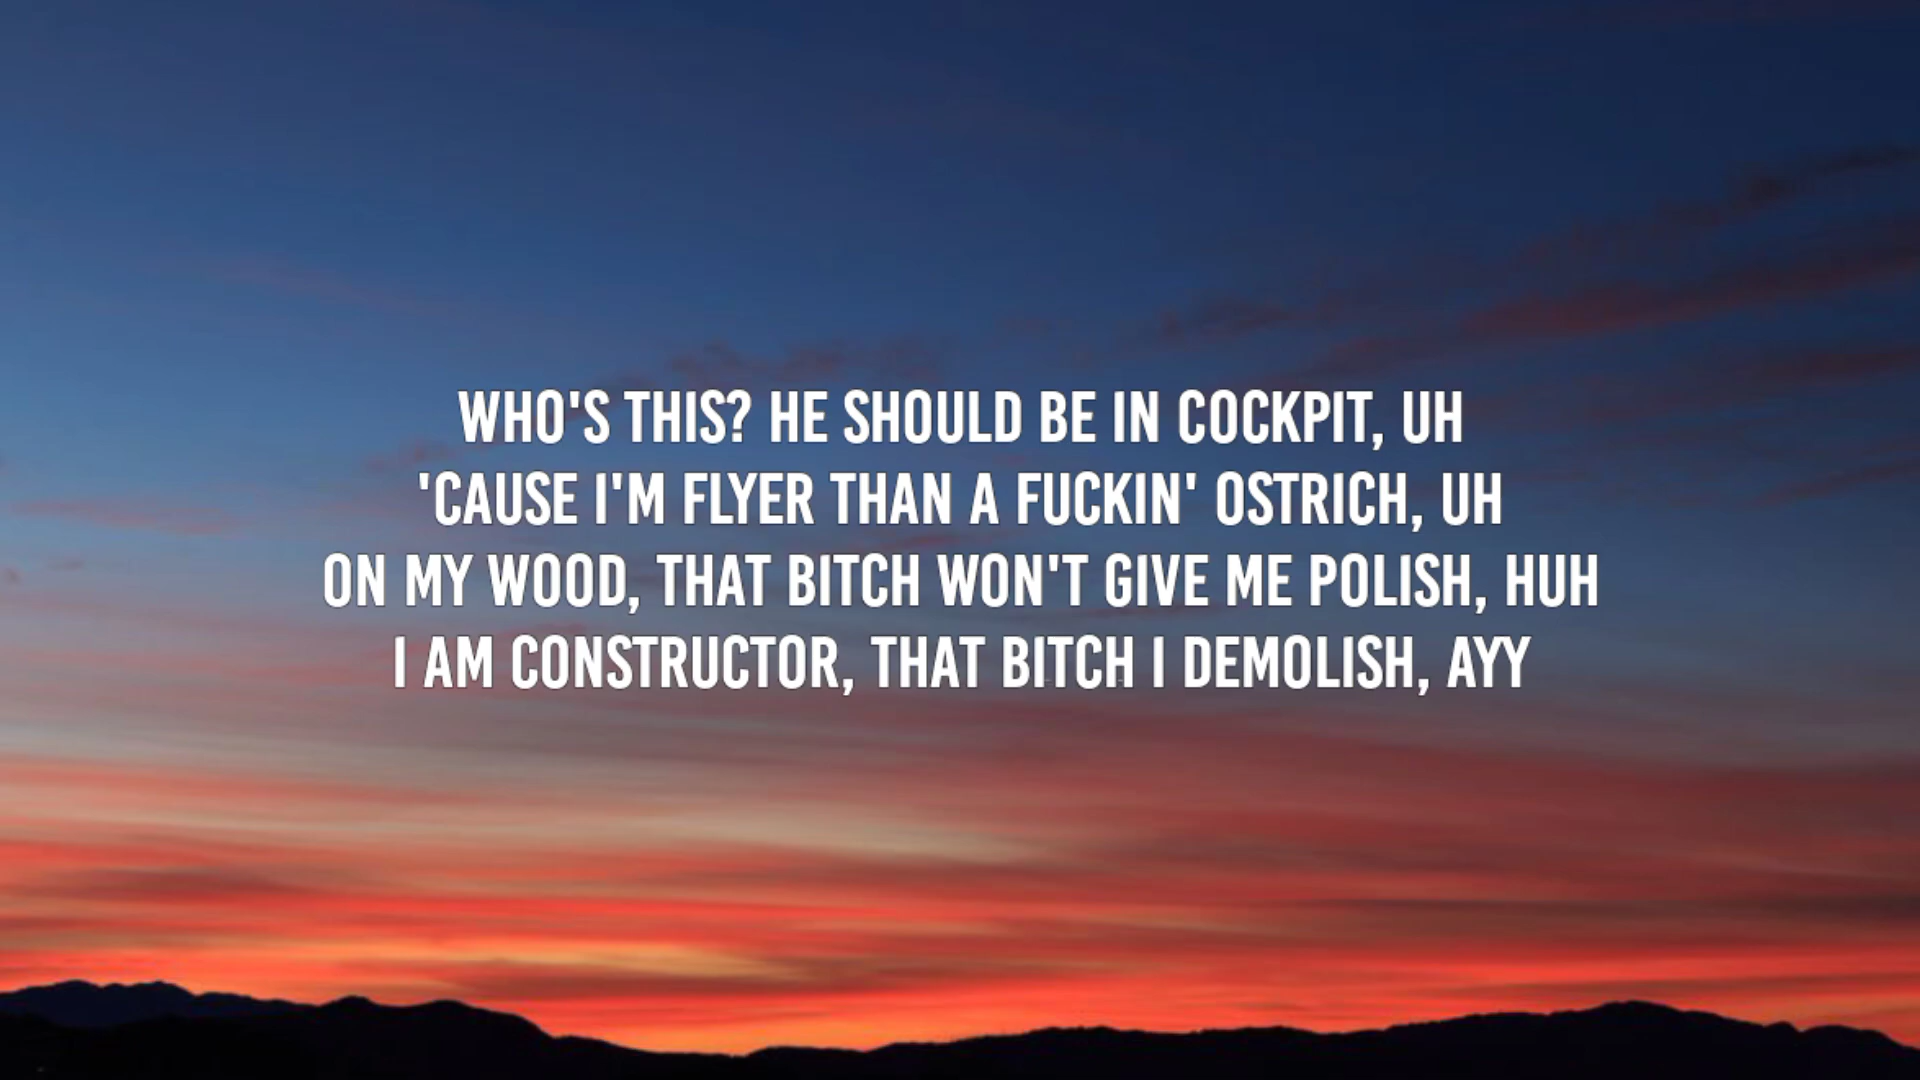 WHO'S THIS? HE SHOULD BE IN COCKPIT, UH
'CAUSE I'M FLYER THAN A FUCKIN' OSTRICH, UH
ON MY WOOD, THAT BITCH WON'T GIVE ME POLISH, HUH
I AM CONSTRUCTOR, THAT BITCH I DEMOLISH, AYY